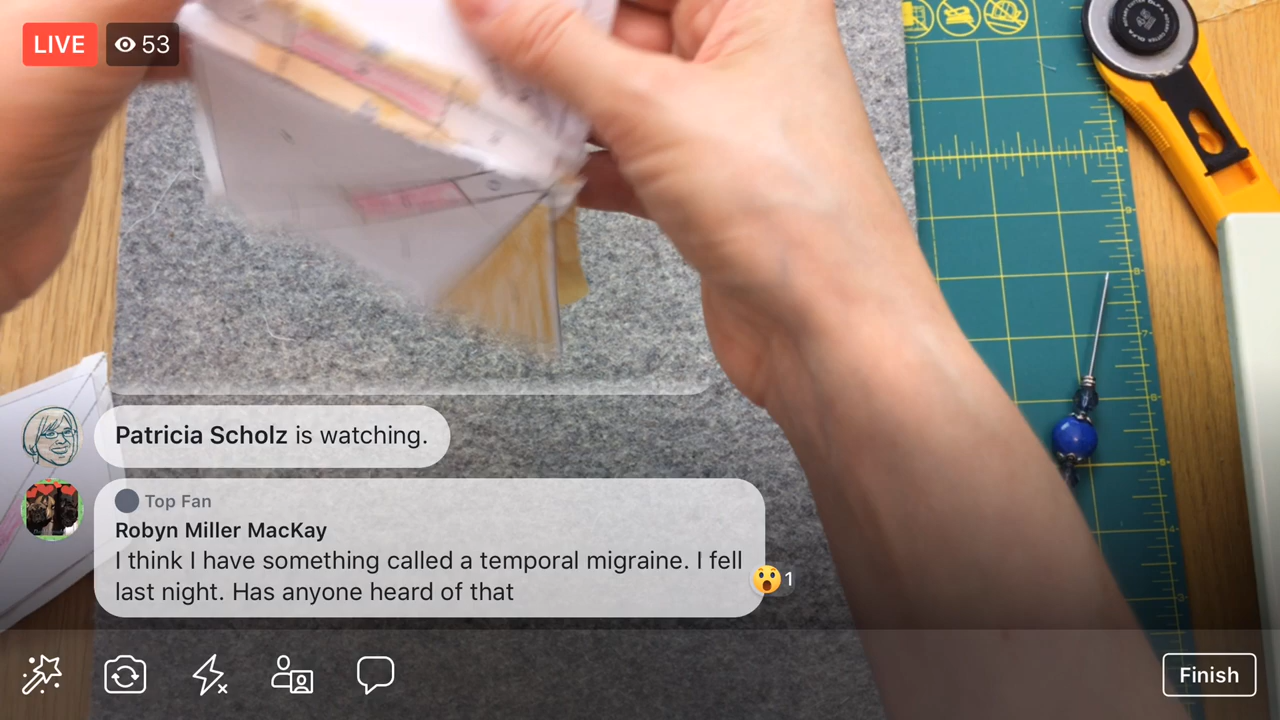 LIVE 53
OLFA
Patricia Scholz is watching.
Top Fan
Robyn Miller MacKay
I think I have something called a temporal migraine. I fell
last night. Has anyone heard of that
1
Finish